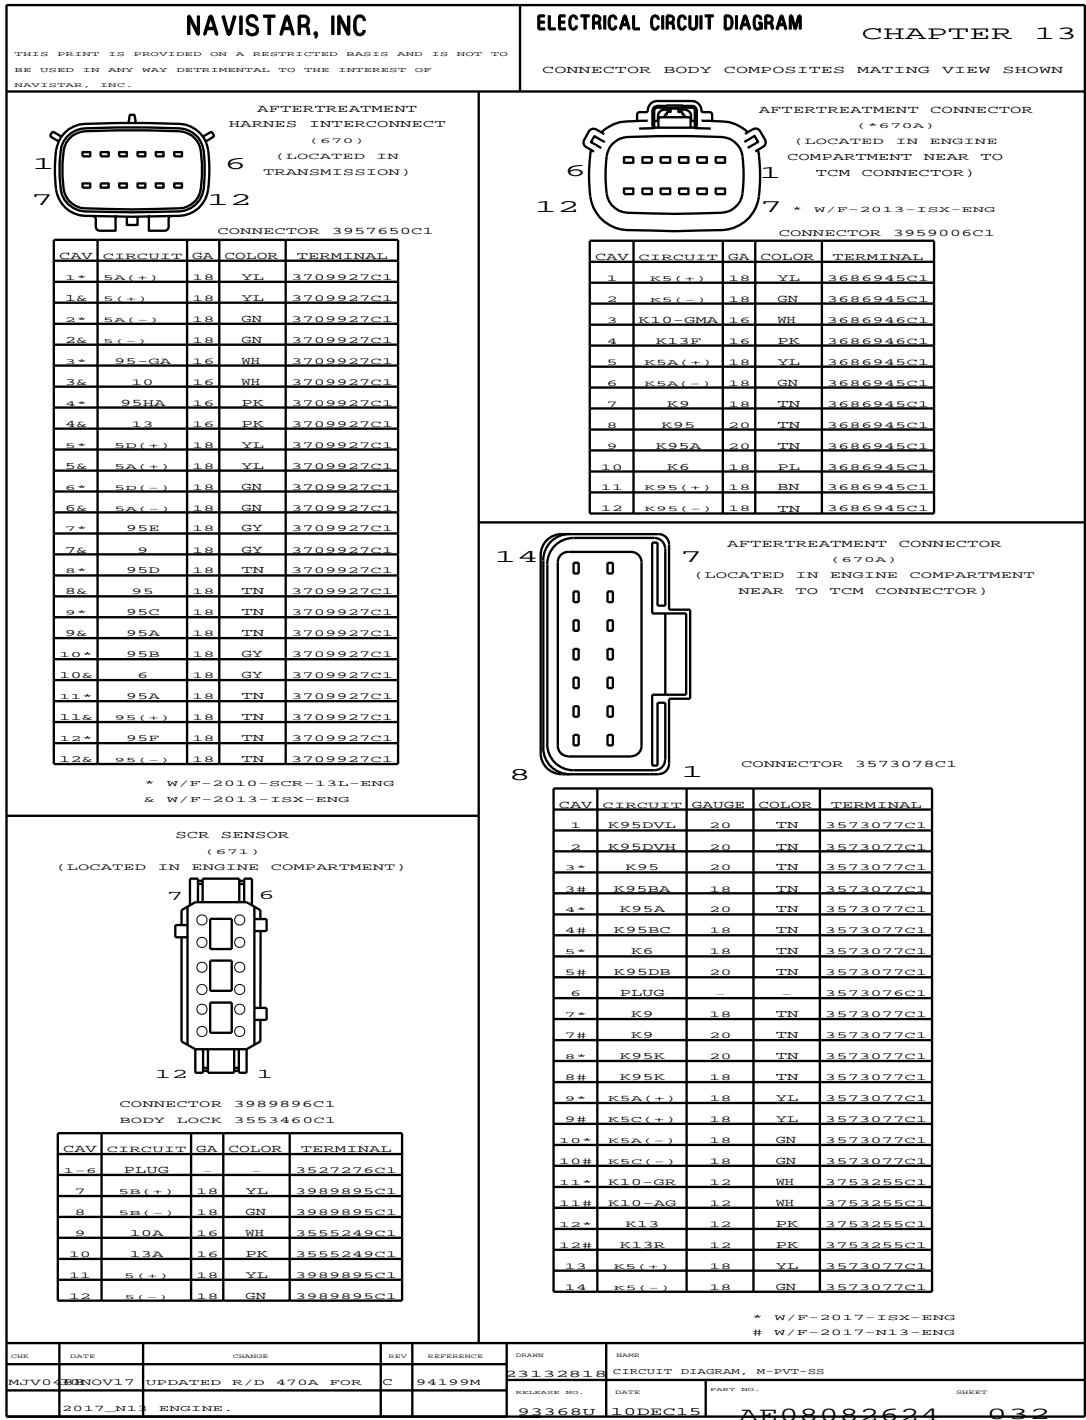 NAVISTAR, INC
THIS PRINT IS PROVIDED ON A RESTRICTED BASIS AND IS NOT TO
BE USED IN ANY WAY DETRIMENTAL TO THE INTEREST OF
NAVISTAR, INC.
ELECTRICAL CIRCUIT DIAGRAM
CHAPTER 13
CONNECTOR BODY COMPOSITES MATING VIEW SHOWN
AFTERTREATMENT
HARNES INTERCONNECT
(670)
(LOCATED IN
TRANSMISSION)
1 6
7 12
CONNECTOR 3957650C1
CAV CIRCUIT GA COLOR TERMINAL
1* 5A(+) 18 YL 3709927C1
1& 5(+) 18 YL 3709927C1
2* 5A(-) 18 GN 3709927C1
2& 5(-) 18 GN 3709927C1
3* 95-GA 16 WH 3709927C1
3& 10 16 WH 3709927C1
4* 95HA 16 PK 3709927C1
4& 13 16 PK 3709927C1
5* 5D(+) 18 YL 3709927C1
5& 5A(+) 18 YL 3709927C1
6* 5D(-) 18 GN 3709927C1
6& 5A(-) 18 GN 3709927C1
7* 95E 18 GY 3709927C1
7& 9 18 GY 3709927C1
8* 95D 18 TN 3709927C1
8& 95 18 TN 3709927C1
9* 95C 18 TN 3709927C1
9& 95A 18 TN 3709927C1
10* 95B 18 GY 3709927C1
10& 6 18 GY 3709927C1
11* 95A 18 TN 3709927C1
11& 95(+) 18 TN 3709927C1
12* 95F 18 TN 3709927C1
12& 95(-) 18 TN 3709927C1
* W/F-2010-SCR-13L-ENG
& W/F-2013-ISX-ENG
SCR SENSOR
(671)
(LOCATED IN ENGINE COMPARTMENT)
7 6
12 1
CONNECTOR 3989896C1
BODY LOCK 3553460C1
CAV CIRCUIT GA COLOR TERMINAL
1-6 PLUG - - 3527276C1
7 5B(+) 18 YL 3989895C1
8 5B(-) 18 GN 3989895C1
9 10A 16 WH 3555249C1
10 13A 16 PK 3555249C1
11 5(+) 18 YL 3989895C1
12 5(-) 18 GN 3989895C1
AFTERTREATMENT CONNECTOR
(*670A)
(LOCATED IN ENGINE
COMPARTMENT NEAR TO
TCM CONNECTOR)
6 1
12 7
* W/F-2013-ISX-ENG
CONNECTOR 3959006C1
CAV CIRCUIT GA COLOR TERMINAL
1 K5(+) 18 YL 3686945C1
2 K5(-) 18 GN 3686945C1
3 K10-GMA 16 WH 3686946C1
4 K13F 16 PK 3686946C1
5 K5A(+) 18 YL 3686945C1
6 K5A(-) 18 GN 3686945C1
7 K9 18 TN 3686945C1
8 K95 20 TN 3686945C1
9 K95A 20 TN 3686945C1
10 K6 18 PL 3686945C1
11 K95(+) 18 BN 3686945C1
12 K95(-) 18 TN 3686945C1
AFTERTREATMENT CONNECTOR
(670A)
(LOCATED IN ENGINE COMPARTMENT
NEAR TO TCM CONNECTOR)
14 7
8 1
CONNECTOR 3573078C1
CAV CIRCUIT GAUGE COLOR TERMINAL
1 K95DVL 20 TN 3573077C1
2 K95DVH 20 TN 3573077C1
3* K95 20 TN 3573077C1
3# K95BA 18 TN 3573077C1
4* K95A 20 TN 3573077C1
4# K95BC 18 TN 3573077C1
5* K6 18 TN 3573077C1
5# K95DB 20 TN 3573077C1
6 PLUG - - 3573076C1
7* K9 18 TN 3573077C1
7# K9 20 TN 3573077C1
8* K95K 20 TN 3573077C1
8# K95K 18 TN 3573077C1
9* K5A(+) 18 YL 3573077C1
9# K5C(+) 18 YL 3573077C1
10* K5A(-) 18 GN 3573077C1
10# K5C(-) 18 GN 3573077C1
11* K10-GR 12 WH 3753255C1
11# K10-AG 12 WH 3753255C1
12* K13 12 PK 3753255C1
12# K13R 12 PK 3753255C1
13 K5(+) 18 YL 3573077C1
14 K5(-) 18 GN 3573077C1
* W/F-2017-ISX-ENG
# W/F-2017-N13-ENG
CHK DATE CHANGE REV REFERENCE
UPDATED R/D 470A FOR C 94199M
2017_N13 ENGINE.
DRAWN
23132818
NAME
CIRCUIT DIAGRAM, M-PVT-SS
RELEASE NO. DATE PART NO. SHEET
93368U 10DEC15 AE08082624 032